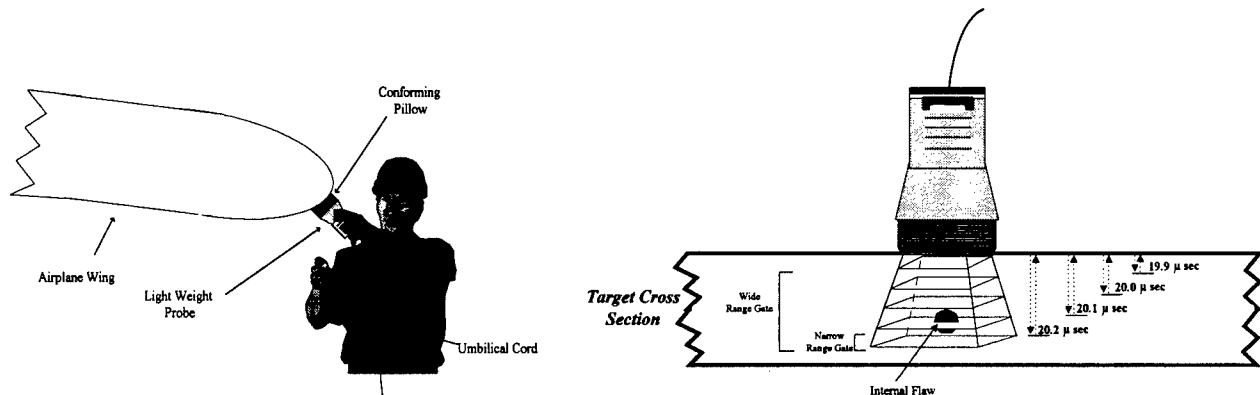 Conforming
Pillow
Airplane Wing
Light Weight
Probe
Umbilical Cord
Target Cross
Section
Wide
Range Gate
Narrow
Range Gate
Internal Flaw
19.9 µ sec
20.0 µ sec
20.1 µ sec
20.2 µ sec